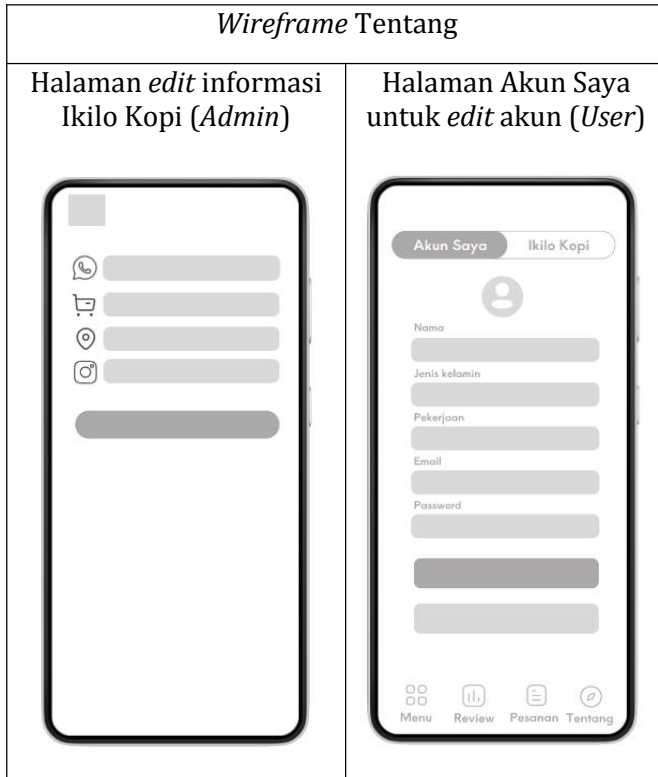 Wireframe Tentang
Halaman edit informasi
Ikilo Kopi (Admin)
Halaman Akun Saya
untuk edit akun (User)
Akun Saya
Ikilo Kopi
Nama
Jenis kelamin
Pekerjaan
Email
Password
Menu
Review
Pesanan
Tentang